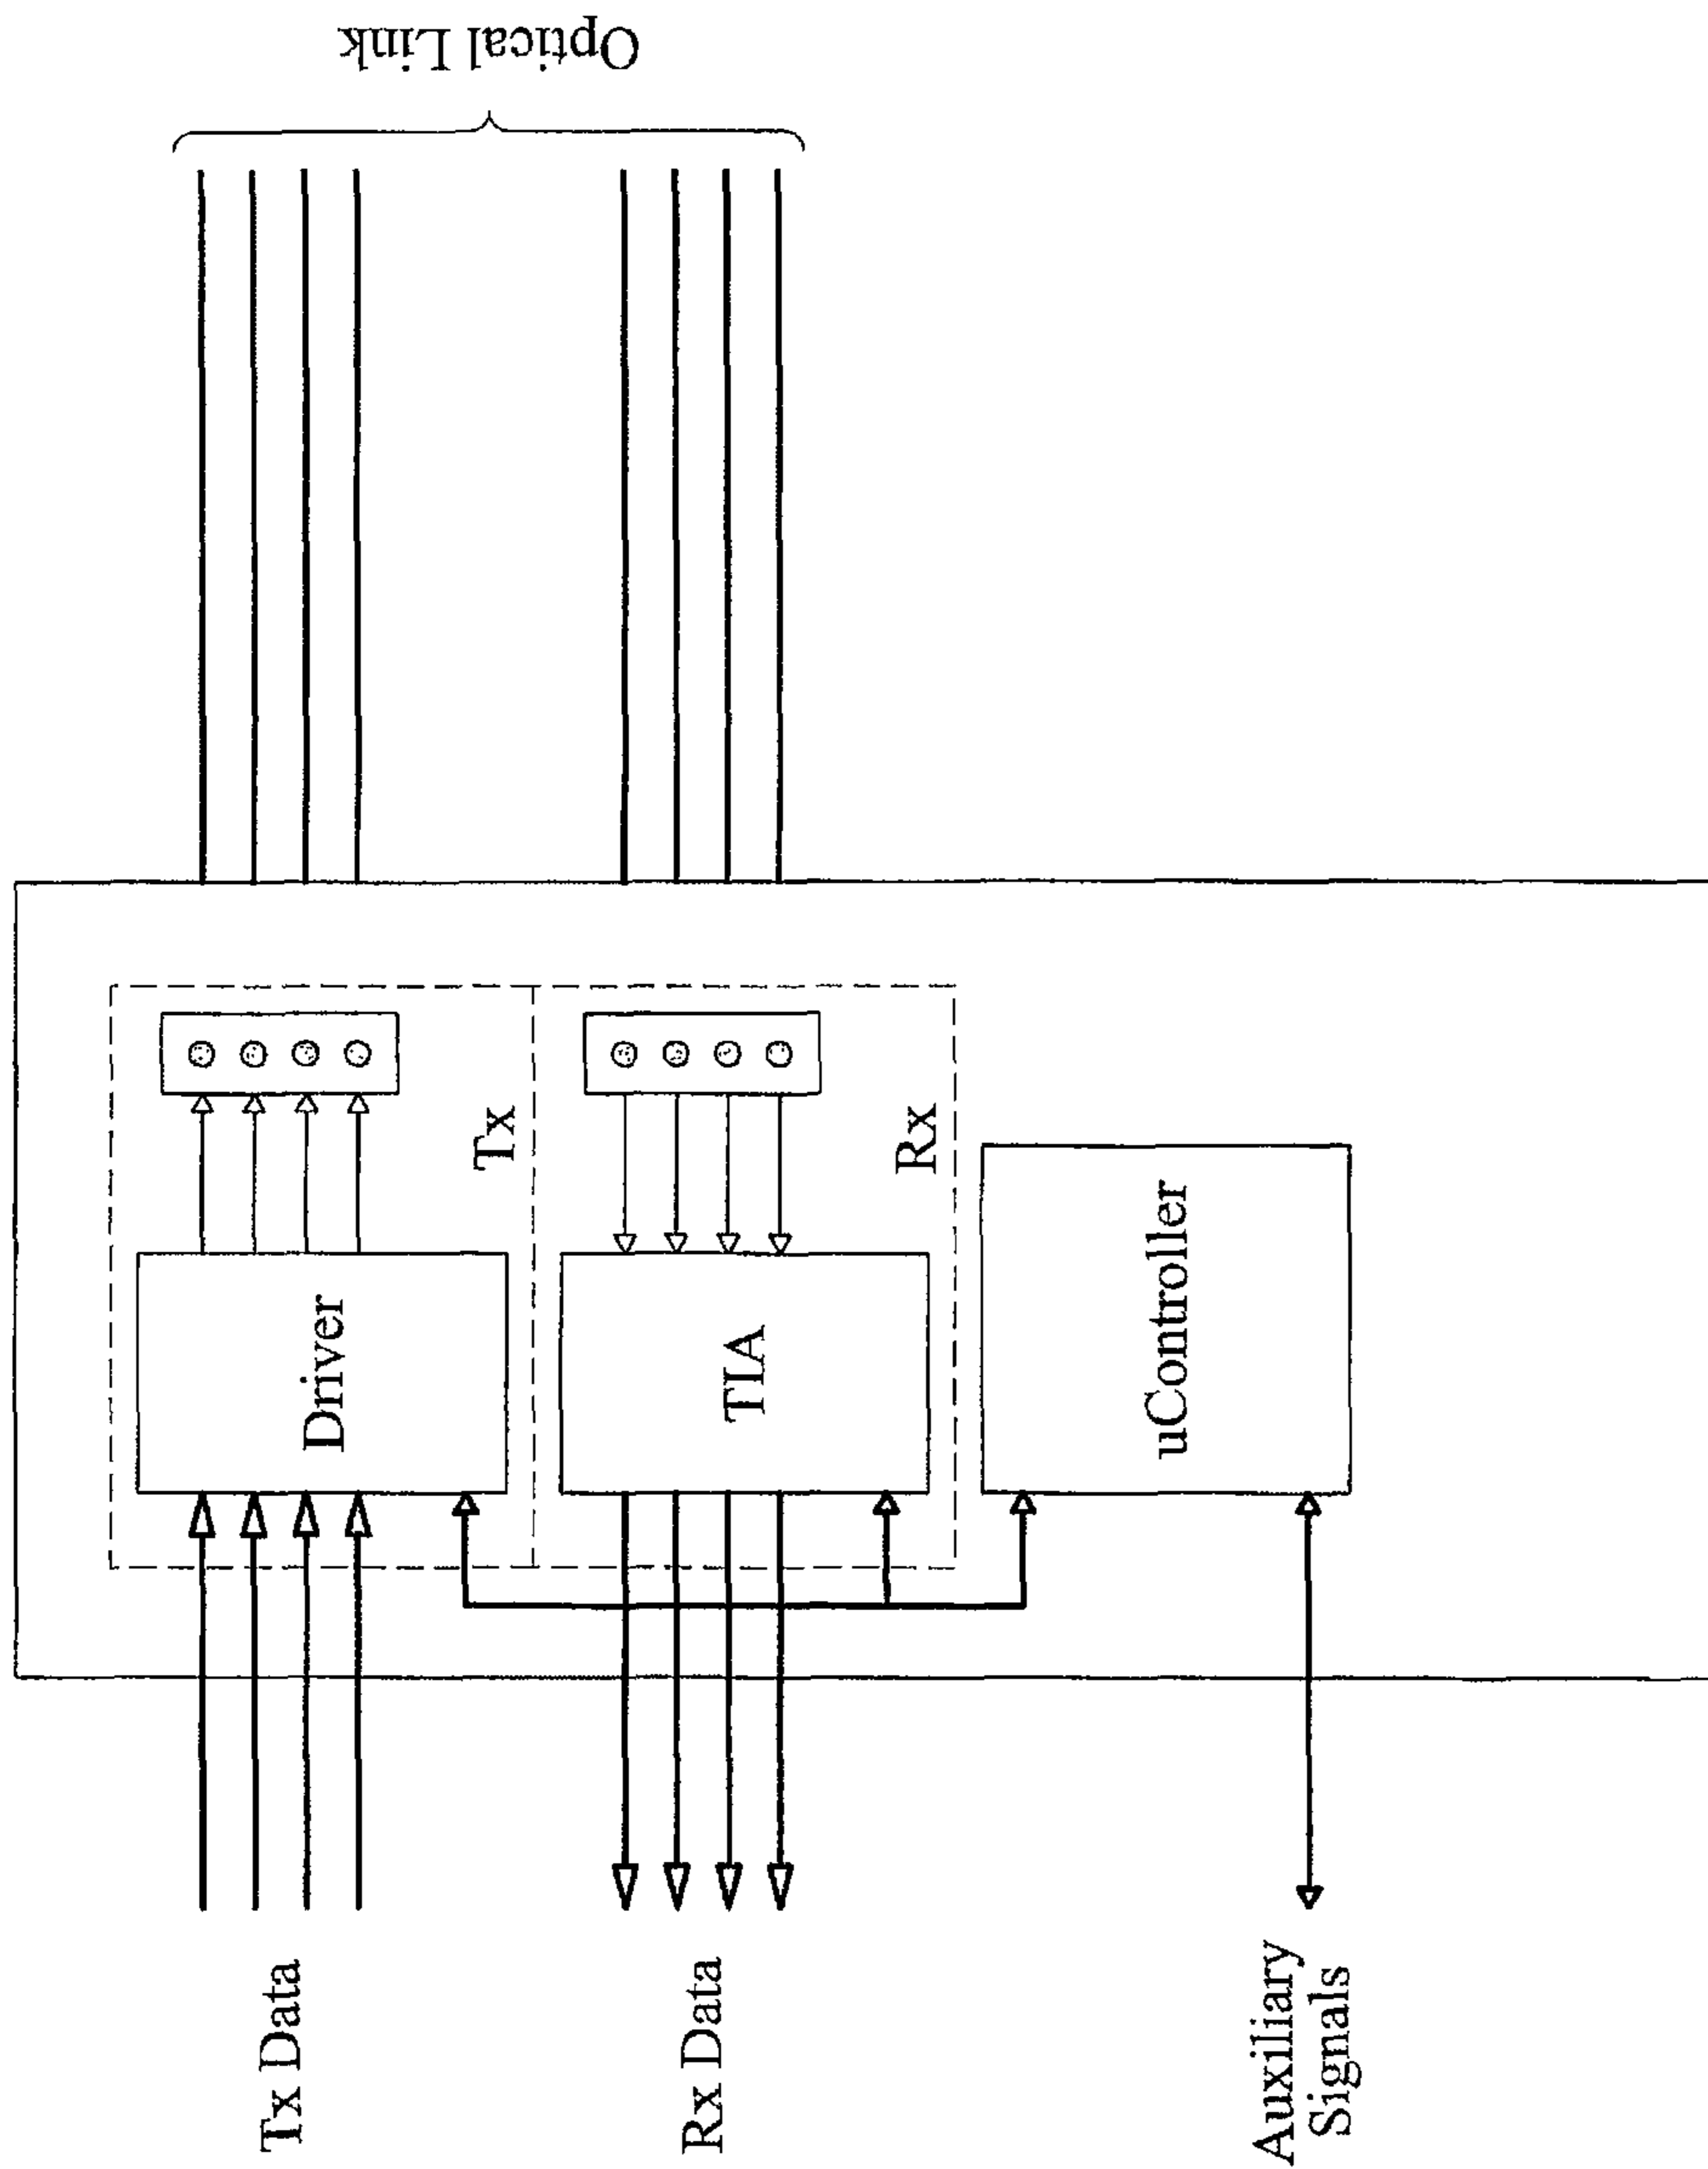 Optical Link
Tx
Rx
Driver
TIA
uController
Tx Data
Rx Data
Auxiliary
Signals